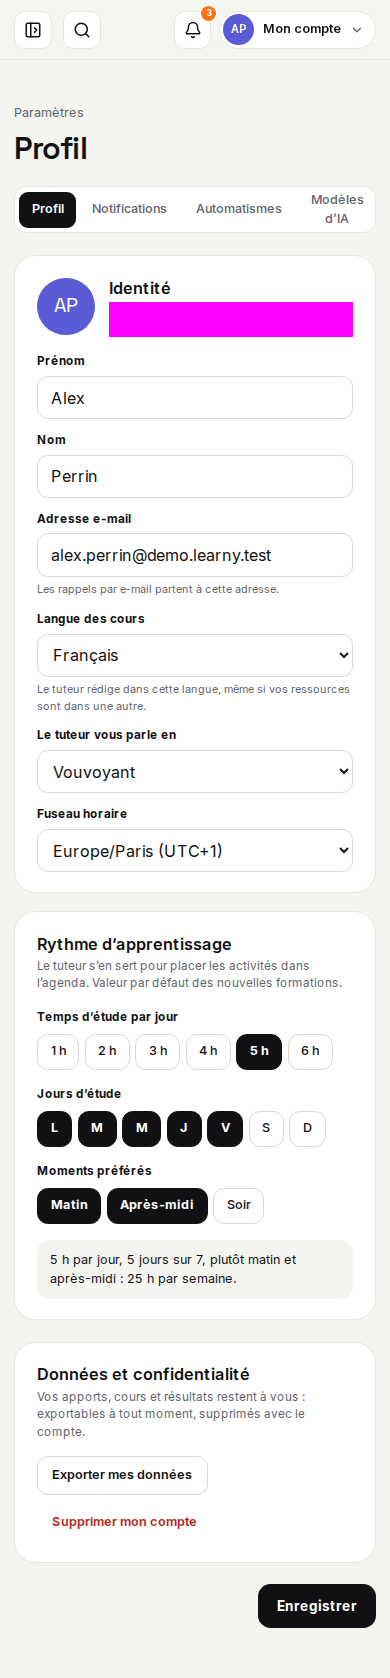 3
AP
Mon compte
Paramètres
Profil
Profil
Notifications
Automatismes
Modèles
d’IA
AP
Identité
Prénom
Alex
Nom
Perrin
Adresse e-mail
alex.perrin@demo.learny.test
Les rappels par e-mail partent à cette adresse.
Langue des cours
Français
Le tuteur rédige dans cette langue, même si vos ressources
sont dans une autre.
Le tuteur vous parle en
Vouvoyant
Fuseau horaire
Europe/Paris (UTC+1)
Rythme d’apprentissage
Le tuteur s’en sert pour placer les activités dans
l’agenda. Valeur par défaut des nouvelles formations.
Temps d’étude par jour
1 h 2 h 3 h 4 h 5 h 6 h
Jours d’étude
L M M J V S D
Moments préférés
Matin Après-midi Soir
5 h par jour, 5 jours sur 7, plutôt matin et
après-midi : 25 h par semaine.
Données et confidentialité
Vos apports, cours et résultats restent à vous :
exportables à tout moment, supprimés avec le
compte.
Exporter mes données
Supprimer mon compte
Enregistrer